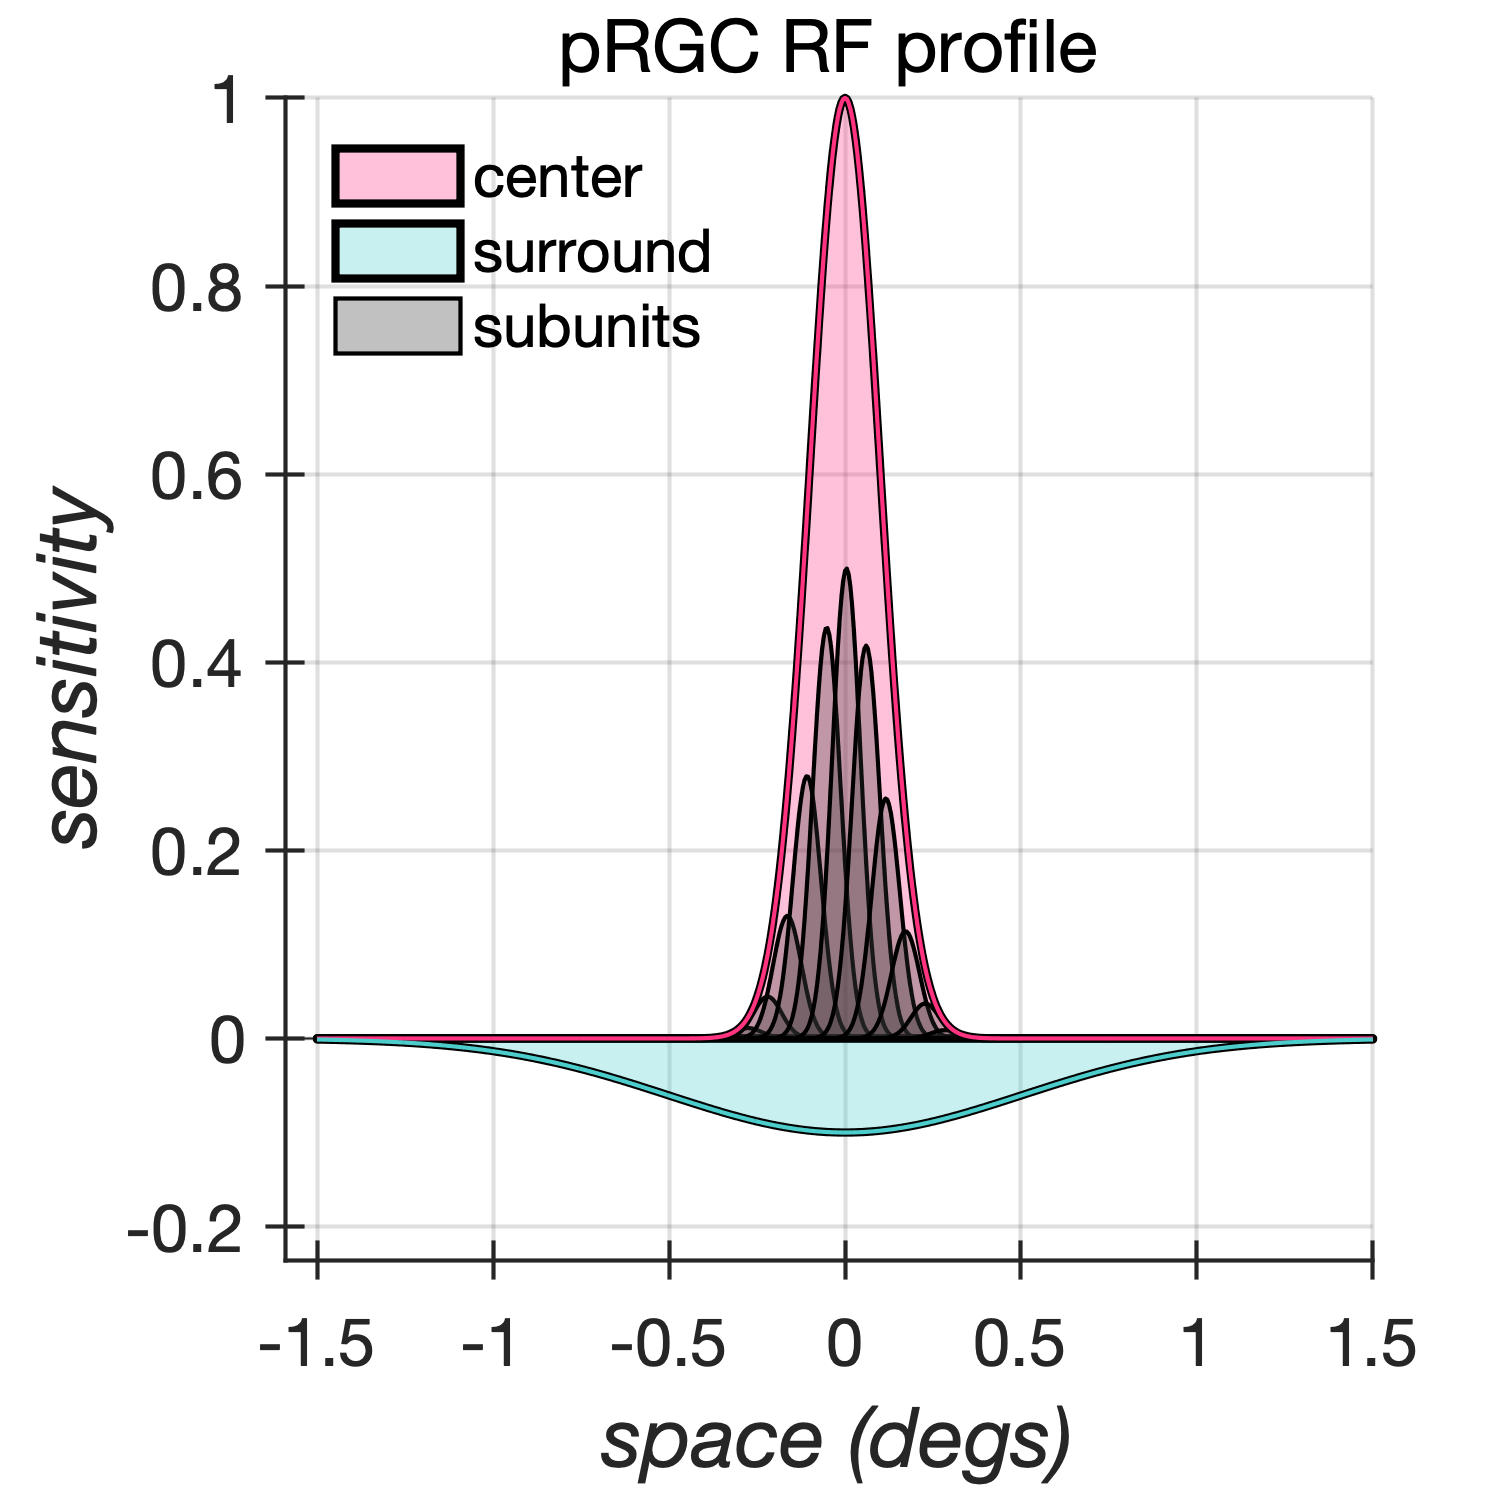 pRGC RF profile
1
center
surround
0.8
subunits
0.6
sensitivity
0.4
0.2
0
-0.2
-1.5 -1 -0.5 0 0.5 1 1.5
space (degs)